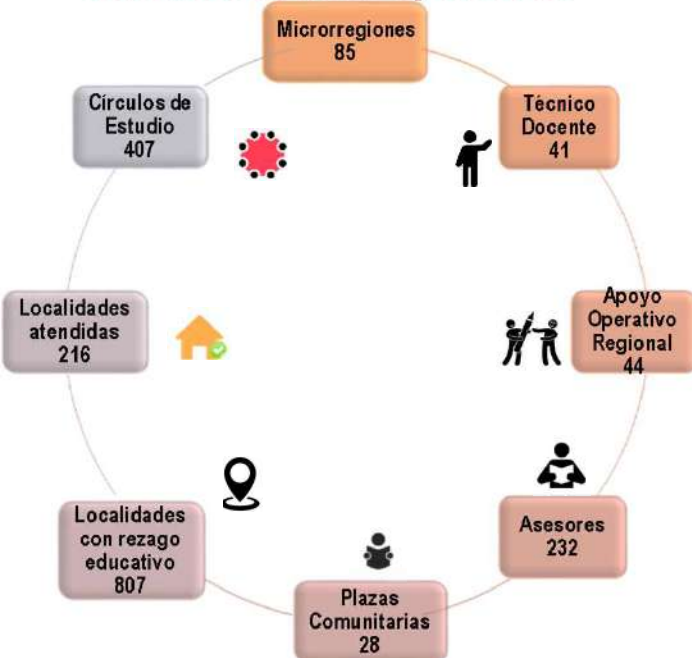 Microrregiones
85
Técnico
Docente
41
Apoyo
Operativo
Regional
44
Asesores
232
Plazas
Comunitarias
28
Localidades
con rezago
educativo
807
Localidades
atendidas
216
Círculos de
Estudio
407